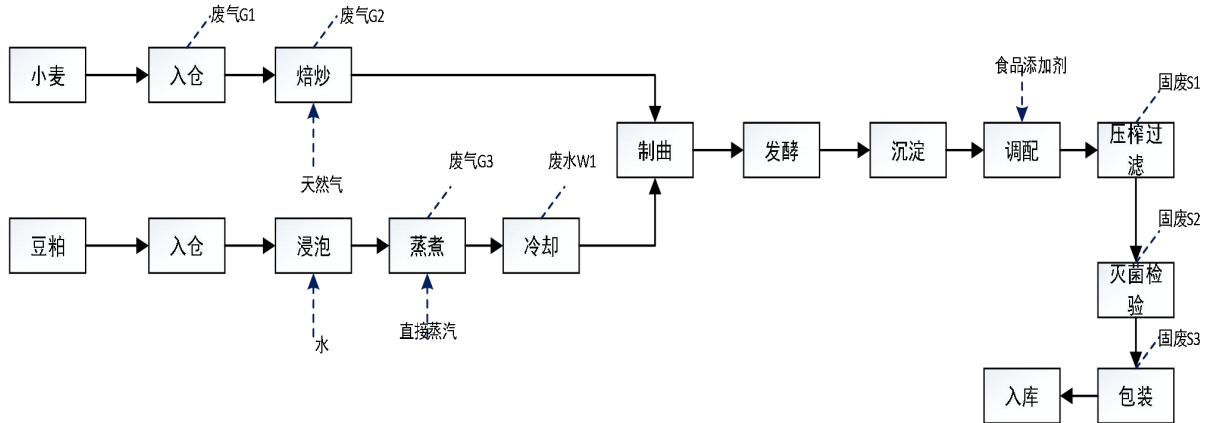 废气G1
废气G2
小麦
入仓
焙炒
天然气
食品添加剂
固废S1
制曲
发酵
沉淀
调配
压榨过
滤
废气G3
废水W1
豆粕
入仓
浸泡
蒸煮
冷却
水
直接蒸汽
固废S2
灭菌检
验
固废S3
入库
包装